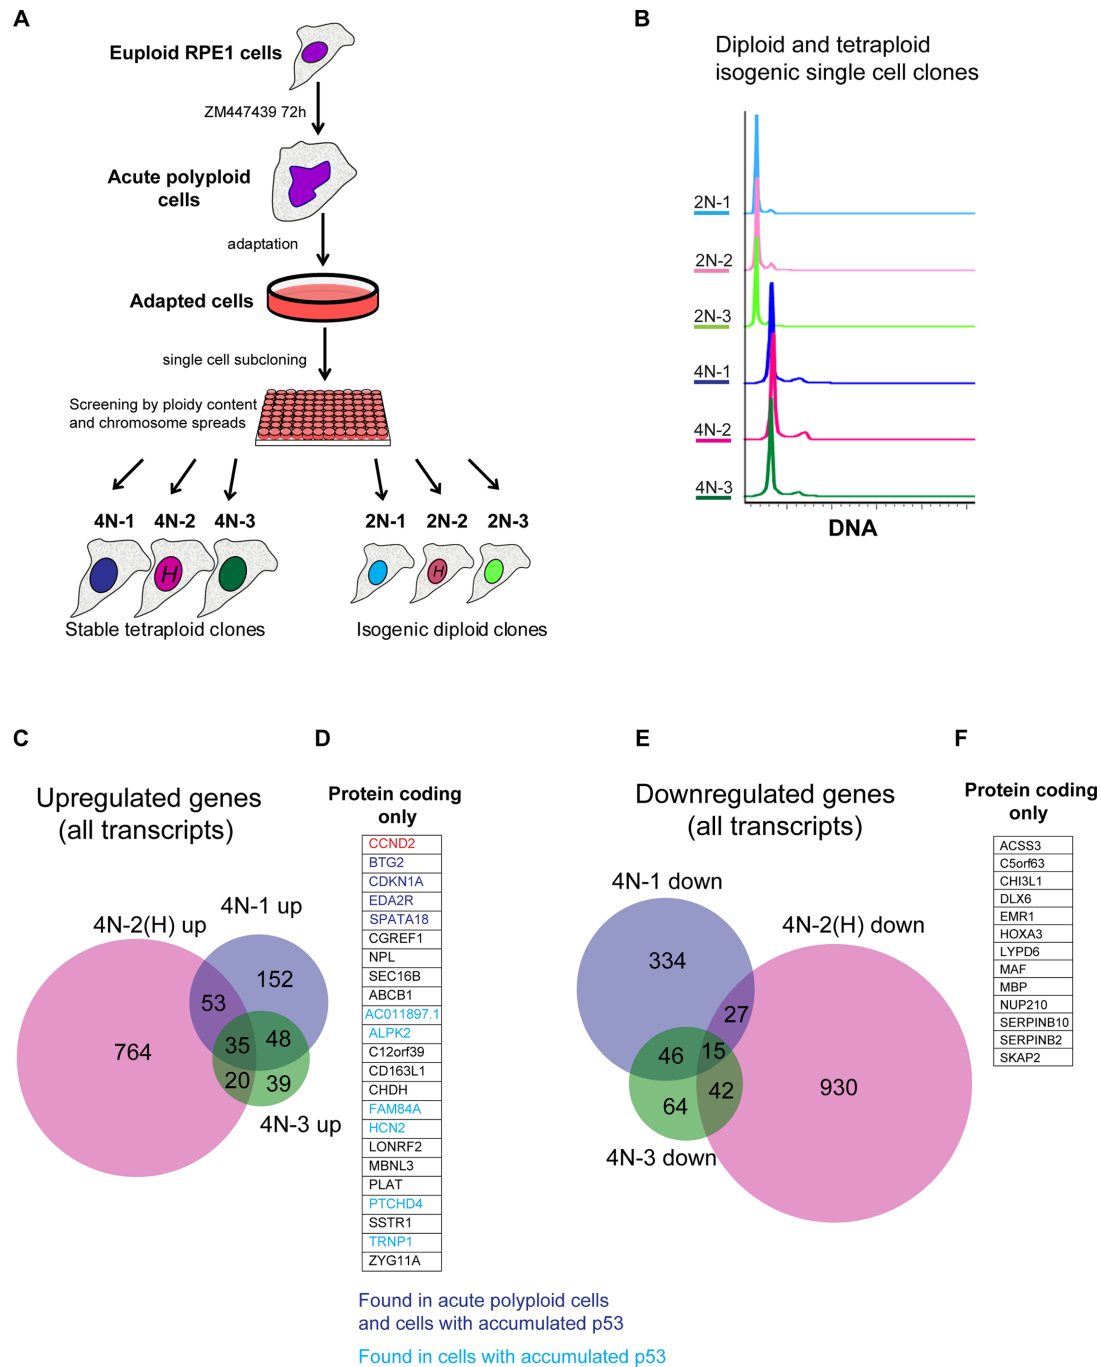 A
Euploid RPE1 cells
ZM447439 72h
Acute polyploid
cells
adaptation
Adapted cells
single cell subcloning
Screening by ploidy content
and chromosome spreads
4N-1 4N-2 4N-3
2N-1 2N-2 2N-3
H
H
Stable tetraploid clones
Isogenic diploid clones
B
Diploid and tetraploid
isogenic single cell clones
2N-1
2N-2
2N-3
4N-1
4N-2
4N-3
DNA
C
Upregulated genes
(all transcripts)
4N-1 up
4N-2(H) up
152
53
764
35
48
20
39
4N-3 up
D
Protein coding
only
CCND2
BTG2
CDKN1A
EDA2R
SPATA18
CGREF1
NPL
SEC16B
ABCB1
AC011897.1
ALPK2
C12orf39
CD163L1
CHDH
FAM84A
HCN2
LONRF2
MBNL3
PLAT
PTCHD4
SSTR1
TRNP1
ZYG11A
Found in acute polyploid cells
and cells with accumulated p53
Found in cells with accumulated p53
E
Downregulated genes
(all transcripts)
4N-1 down
4N-2(H) down
334
27
46
15
42
930
64
4N-3 down
F
Protein coding
only
ACSS3
C5orf63
CHI3L1
DLX6
EMR1
HOXA3
LYPD6
MAF
MBP
NUP210
SERPINB10
SERPINB2
SKAP2